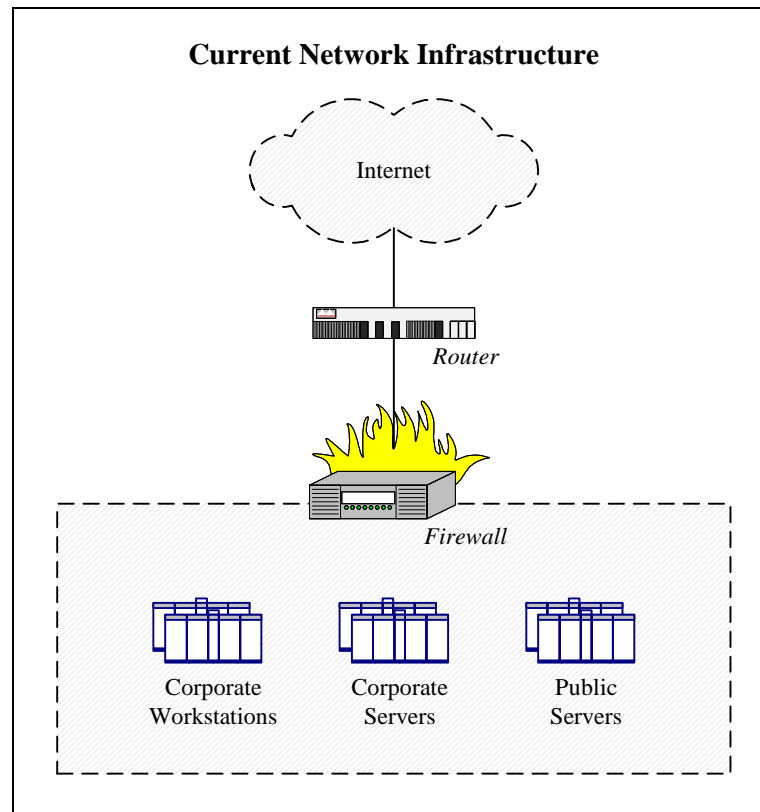 Current Network Infrastructure
Internet
Router
Firewall
Corporate
Workstations
Corporate
Servers
Public
Servers